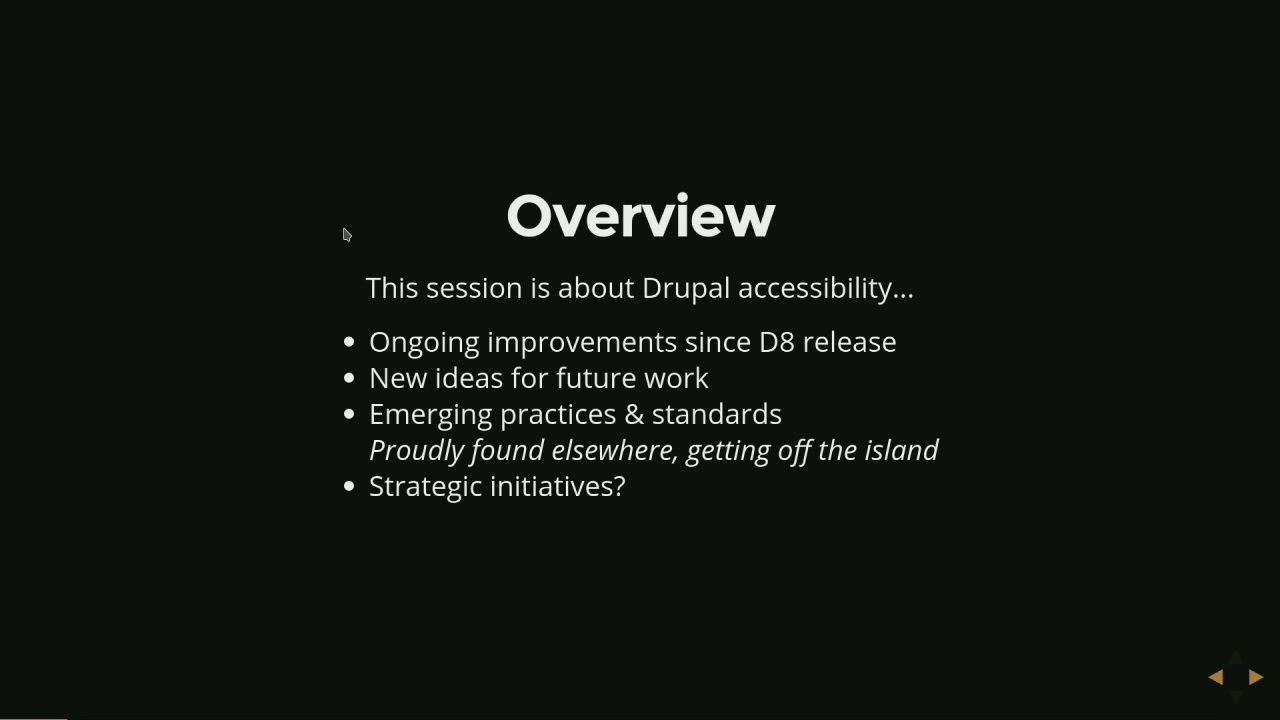 Overview
This session is about Drupal accessibility...
Ongoing improvements since D8 release
New ideas for future work
Emerging practices & standards
Proudly found elsewhere, getting off the island
Strategic initiatives?